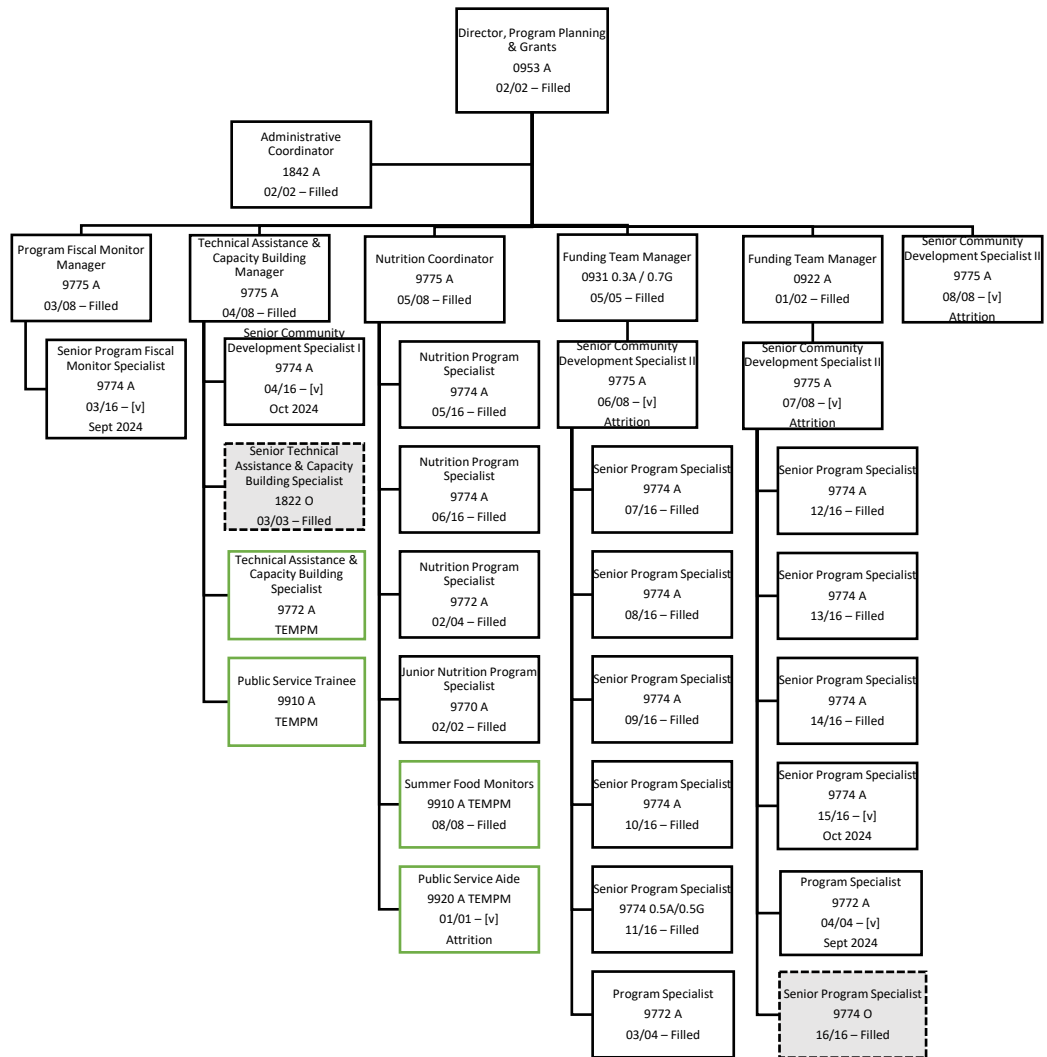 Director, Program Planning
& Grants
0953 A
02/02 – Filled
Administrative
Coordinator
1842 A
02/02 – Filled
Program Fiscal Monitor
Manager
9775 A
03/08 – Filled
Technical Assistance &
Capacity Building
Manager
9775 A
04/08 – Filled
Nutrition Coordinator
9775 A
05/08 – Filled
Funding Team Manager
0931 0.3A / 0.7G
05/05 – Filled
Funding Team Manager
0922 A
01/02 – Filled
Senior Community
Development Specialist II
9775 A
08/08 – [v]
Attrition
Senior Program Fiscal
Monitor Specialist
9774 A
03/16 – [v]
Sept 2024
Senior Community
Development Specialist I
9774 A
04/16 – [v]
Oct 2024
Senior Technical
Assistance & Capacity
Building Specialist
1822 O
03/03 – Filled
Technical Assistance &
Capacity Building
Specialist
9772 A
TEMPM
Public Service Trainee
9910 A
TEMPM
Nutrition Program
Specialist
9774 A
05/16 – Filled
Nutrition Program
Specialist
9774 A
06/16 – Filled
Nutrition Program
Specialist
9772 A
02/04 – Filled
Junior Nutrition Program
Specialist
9770 A
02/02 – Filled
Summer Food Monitors
9910 A TEMPM
08/08 – Filled
Public Service Aide
9920 A TEMPM
01/01 – [v]
Attrition
Senior Community
Development Specialist II
9775 A
06/08 – [v]
Attrition
Senior Program Specialist
9774 A
07/16 – Filled
Senior Program Specialist
9774 A
08/16 – Filled
Senior Program Specialist
9774 A
09/16 – Filled
Senior Program Specialist
9774 A
10/16 – Filled
Senior Program Specialist
9774 0.5A/0.5G
11/16 – Filled
Program Specialist
9772 A
03/04 – Filled
Senior Community
Development Specialist II
9775 A
07/08 – [v]
Attrition
Senior Program Specialist
9774 A
12/16 – Filled
Senior Program Specialist
9774 A
13/16 – Filled
Senior Program Specialist
9774 A
14/16 – Filled
Senior Program Specialist
9774 A
15/16 – [v]
Oct 2024
Program Specialist
9772 A
04/04 – [v]
Sept 2024
Senior Program Specialist
9774 O
16/16 – Filled